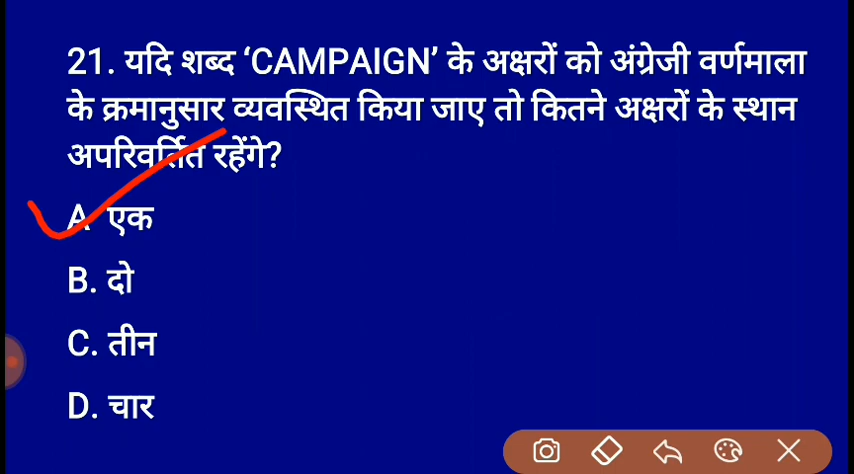 21. यदि शब्द ‘CAMPAIGN’ के अक्षरों को अंग्रेजी वर्णमाला
के क्रमानुसार व्यवस्थित किया जाए तो कितने अक्षरों के स्थान
अपरिवर्तित रहेंगे?
A एक
B. दो
C. तीन
D. चार